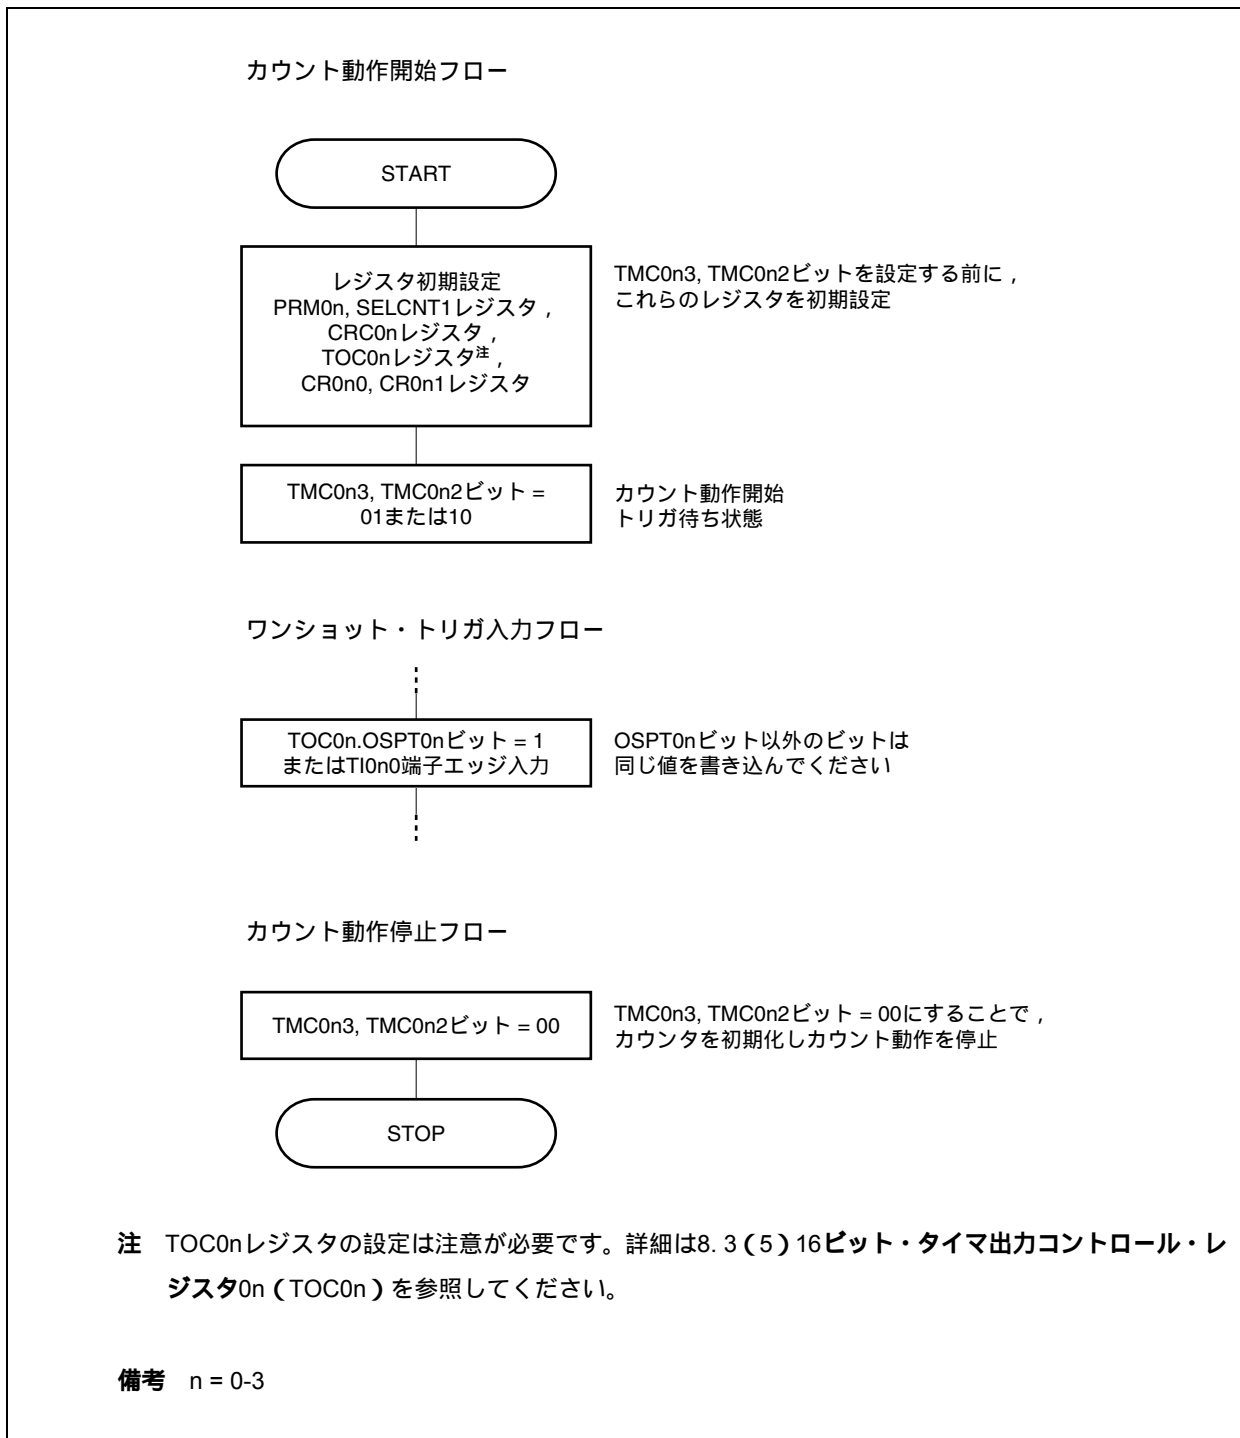 カウント動作開始フロー
START
レジスタ初期設定
PRM0n, SELCNT1レジスタ，
CRC0nレジスタ，
TOC0nレジスタ注，
CR0n0, CR0n1レジスタ
TMC0n3, TMC0n2ビットを設定する前に，
これらのレジスタを初期設定
TMC0n3, TMC0n2ビット =
01または10
カウント動作開始
トリガ待ち状態
ワンショット・トリガ入力フロー
TOC0n.OSPT0nビット = 1
またはTI0n0端子エッジ入力
OSPT0nビット以外のビットは
同じ値を書き込んでください
カウント動作停止フロー
TMC0n3, TMC0n2ビット = 00
TMC0n3, TMC0n2ビット = 00にすることで，
カウンタを初期化しカウント動作を停止
STOP
注 TOC0nレジスタの設定は注意が必要です。詳細は8. 3（5）16ビット・タイマ出力コントロール・レ
ジスタ0n（TOC0n）を参照してください。
備考 n = 0-3